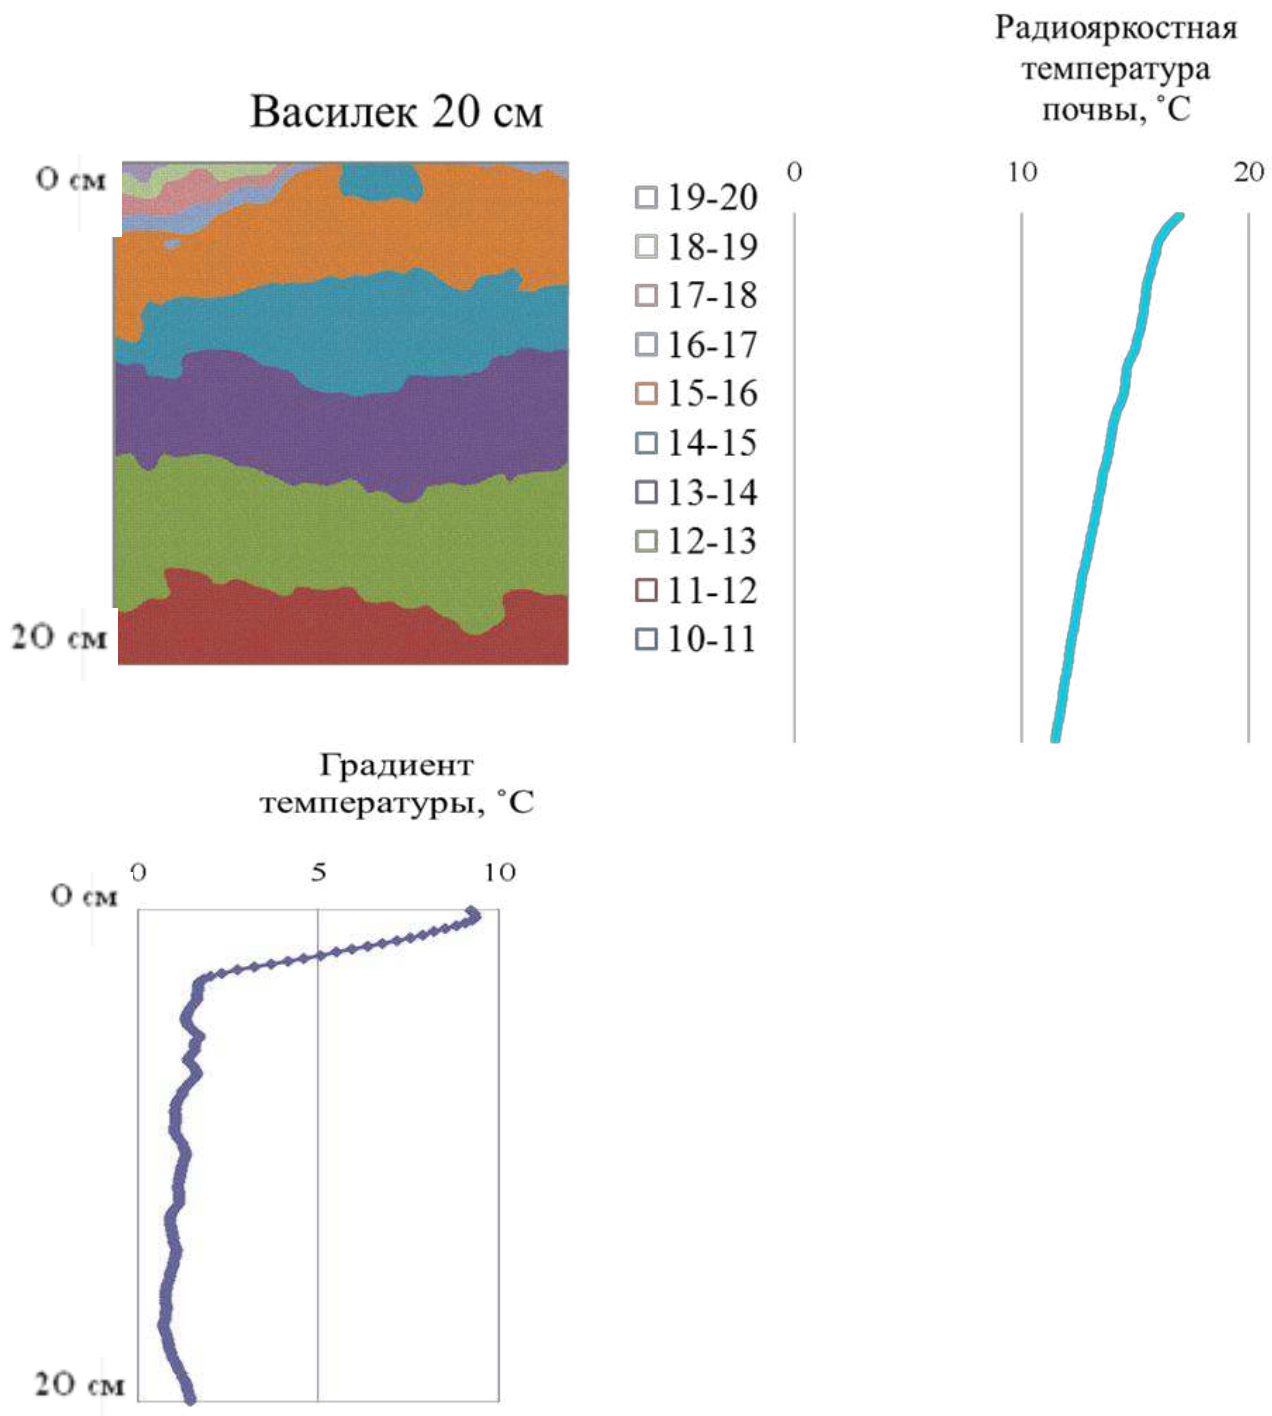 Радиояркостная
температура
почвы, ˚С
Василек 20 см
0 см
20 см
19-20
18-19
17-18
16-17
15-16
14-15
13-14
12-13
11-12
10-11
0 10 20
Градиент
температуры, ˚С
0 5 10
0 см
20 см